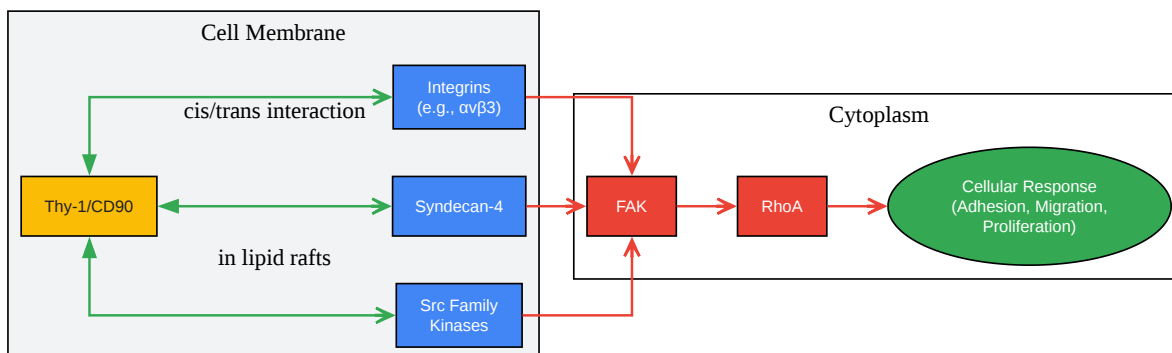 Cell Membrane
Integrins
(e.g., αvβ3)
cis/trans interaction
Cytoplasm
Thy-1/CD90
Syndecan-4
FAK
RhoA
Cellular Response
(Adhesion, Migration,
Proliferation)
in lipid rafts
Src Family
Kinases